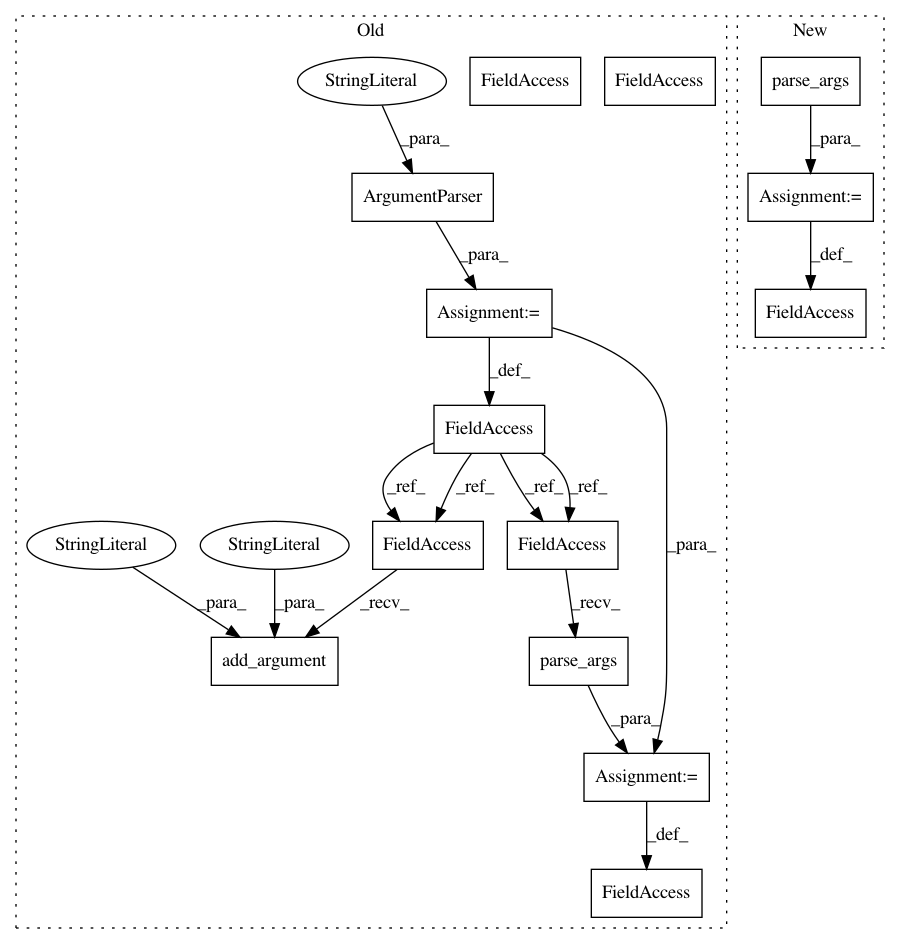 Old
New
StringLiteral
FieldAccess
FieldAccess
parse_args
_para_
_para_
ArgumentParser
Assignment:=
_para_
_def_
Assignment:=
FieldAccess
_def_
FieldAccess
_ref_
_ref_
_ref_
_ref_
StringLiteral
StringLiteral
FieldAccess
FieldAccess
_para_
_para_
_para_
_recv_
_recv_
add_argument
parse_args
_para_
Assignment:=
_def_
FieldAccess